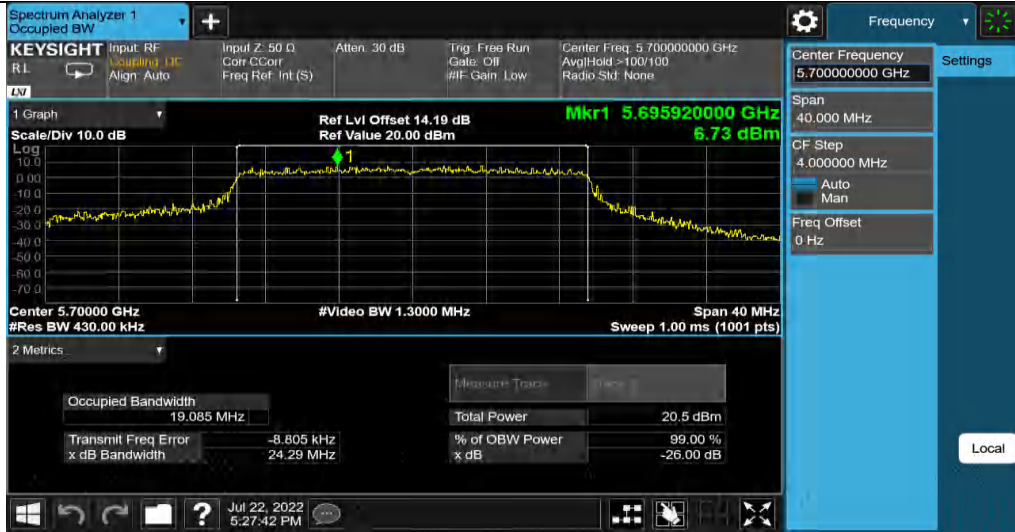 Spectrum Analyzer 1
Occupied BW
Frequency
KEYSIGHT
Input: RF
Coupling: DC
Align: Auto
RL
LXI
Input Z: 50 Ω
Corr CCorr
Freq Ref: Int (S)
Atten: 30 dB
Trig: Free Run
Gate: Off
#IF Gain: Low
Center Freq: 5.700000000 GHz
Avg|Hold >100/100
Radio Std: None
Center Frequency
5.700000000 GHz
Settings
Span
40.000 MHz
CF Step
4.000000 MHz
Auto
Man
Freq Offset
0 Hz
Local
1 Graph
Scale/Div 10.0 dB
Log
Ref Lvl Offset 14.19 dB
Ref Value 20.00 dBm
Mkr1 5.695920000 GHz
6.73 dBm
1
10.0
0.00
-10.0
-20.0
-30.0
-40.0
-50.0
-60.0
-70.0
Center 5.70000 GHz
#Video BW 1.3000 MHz
Span 40 MHz
#Res BW 430.00 kHz
Sweep 1.00 ms (1001 pts)
2 Metrics
Measure Trace
Occupied Bandwidth
19.085 MHz
Total Power 20.5 dBm
Transmit Freq Error -8.805 kHz
% of OBW Power 99.00 %
x dB Bandwidth 24.29 MHz
x dB -26.00 dB
Jul 22, 2022
5:27:42 PM